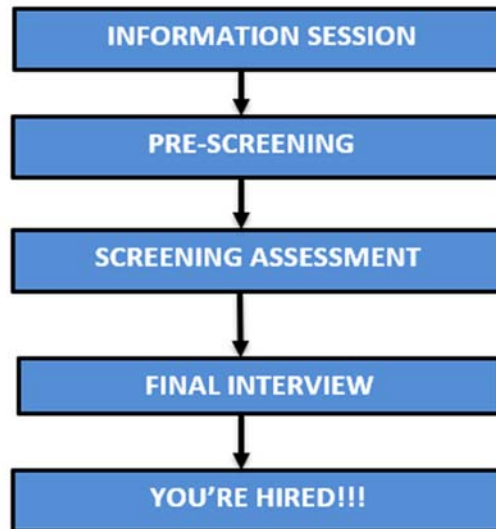 INFORMATION SESSION
PRE-SCREENING
SCREENING ASSESSMENT
FINAL INTERVIEW
YOU’RE HIRED!!!